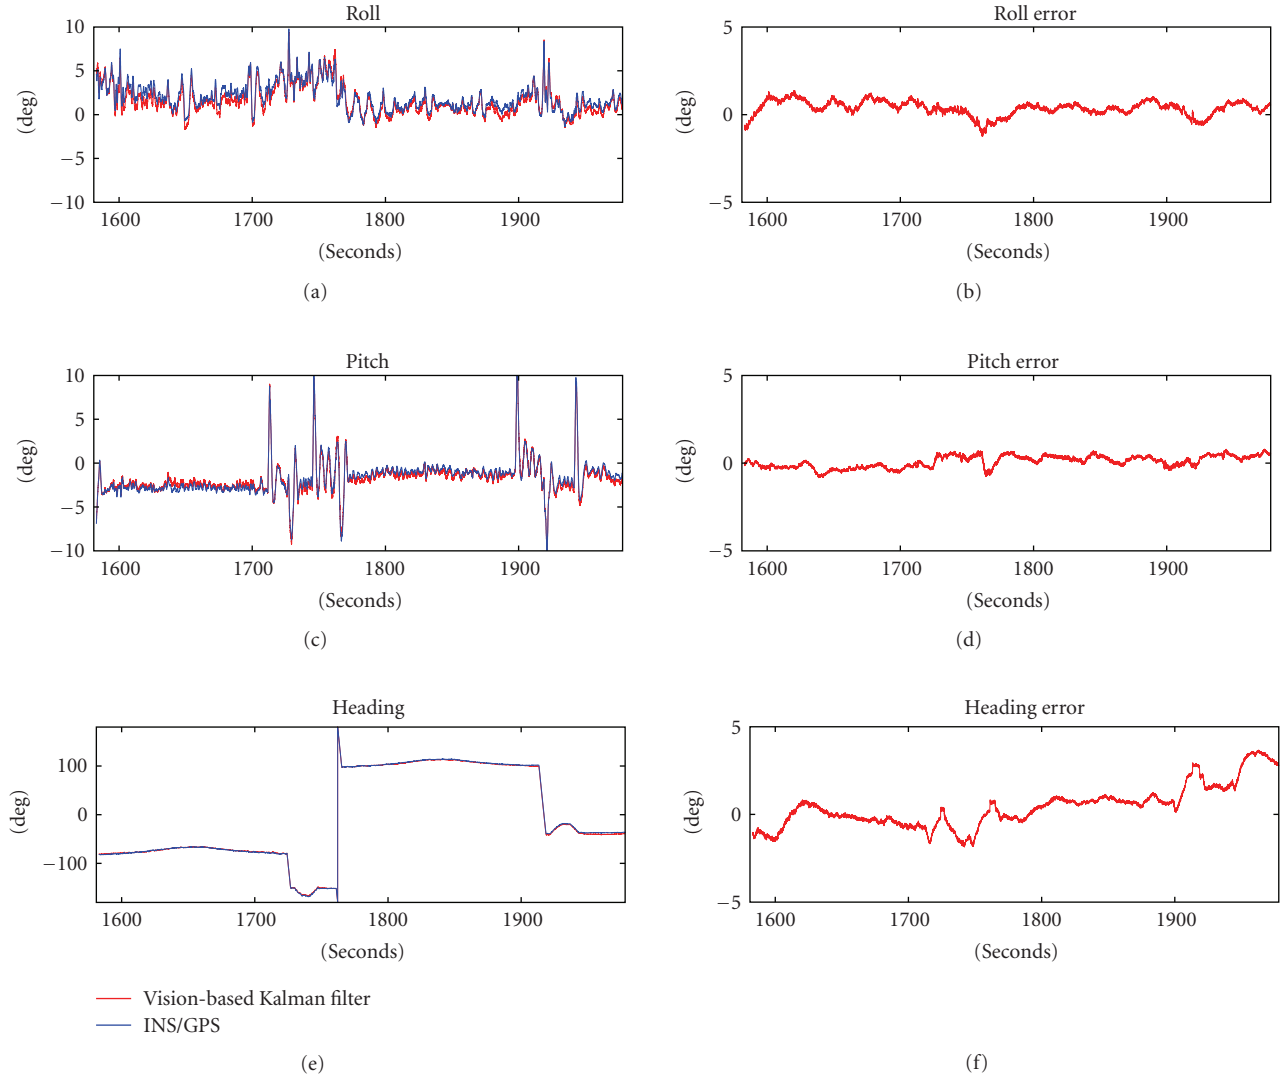 Roll
10
5
0
−5
−10
((deg)
1600 1700 1800 1900
(Seconds)
(a)
Roll error
5
0
−5
((deg)
1600 1700 1800 1900
(Seconds)
(b)
Pitch
10
5
0
−5
−10
((deg)
1600 1700 1800 1900
(Seconds)
(c)
Pitch error
5
0
−5
((deg)
1600 1700 1800 1900
(Seconds)
(d)
Heading
100
0
−100
((deg)
1600 1700 1800 1900
(Seconds)
Vision-based Kalman filter
INS/GPS
(e)
Heading error
5
0
−5
((deg)
1600 1700 1800 1900
(Seconds)
(f)